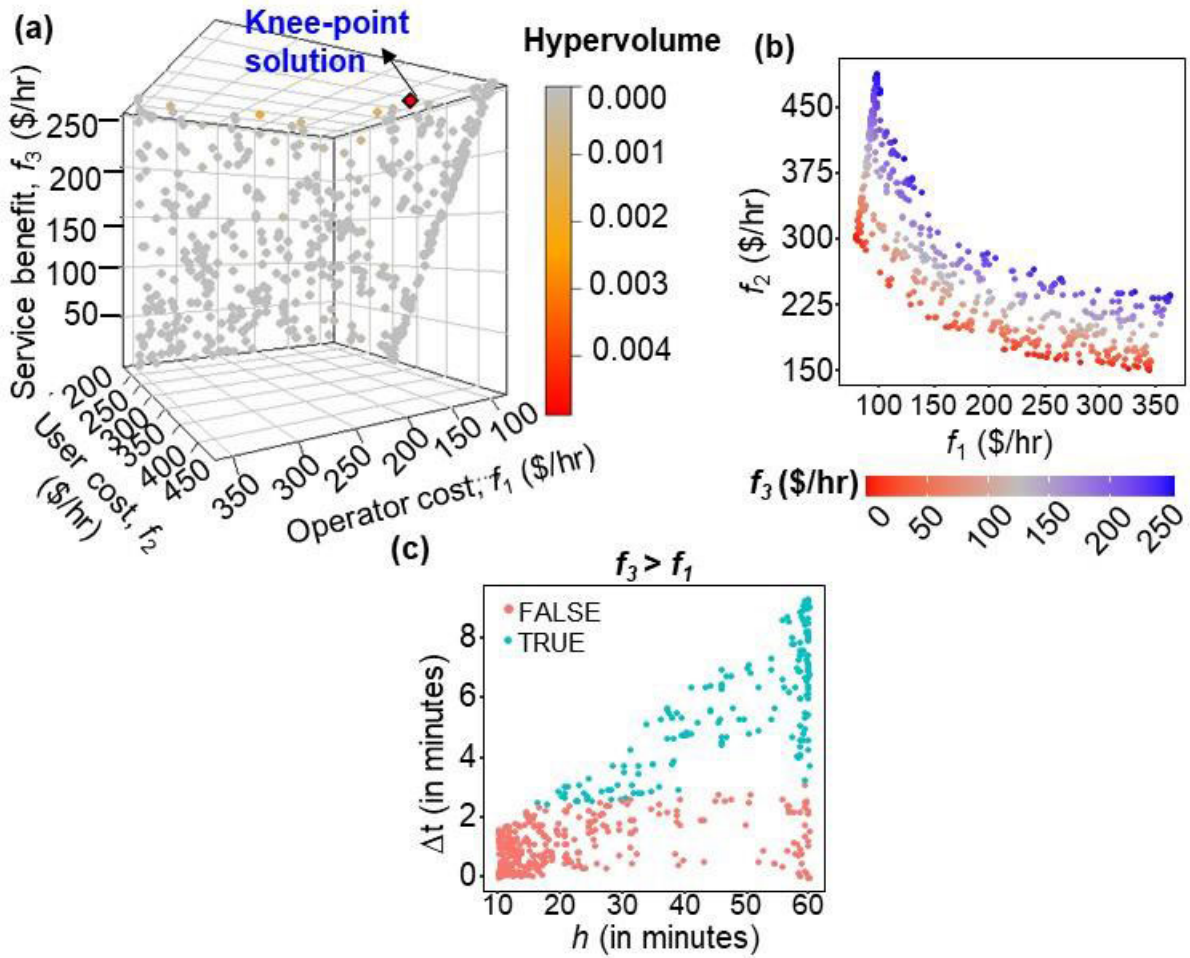 (a)
Knee-point
solution
Service benefit, f3 ($/hr)
250
200
150
100
50
200
250
300
350
400
450
User cost, f2
($/hr)
350
300
250
200
150
100
Operator cost, f1 ($/hr)
Hypervolume
0.000
0.001
0.002
0.003
0.004
(b)
f2 ($/hr)
450
375
300
225
150
100 150 200 250 300 350
f1 ($/hr)
f3 ($/hr)
0 50 100 150 200 250
(c)
f3 > f1
FALSE
TRUE
Δt (in minutes)
8
6
4
2
0
10 20 30 40 50 60
h (in minutes)